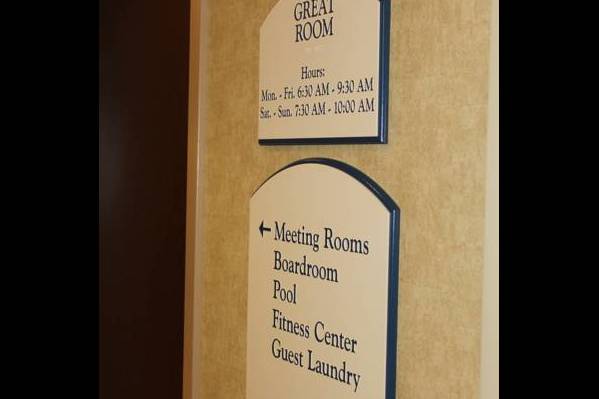 GREAT
ROOM
Hours:
Mon. - Fri. 6:30 AM - 9:30 AM
Sat. - Sun. 7:30 AM - 10:00 AM
← Meeting Rooms
Boardroom
Pool
Fitness Center
Guest Laundry